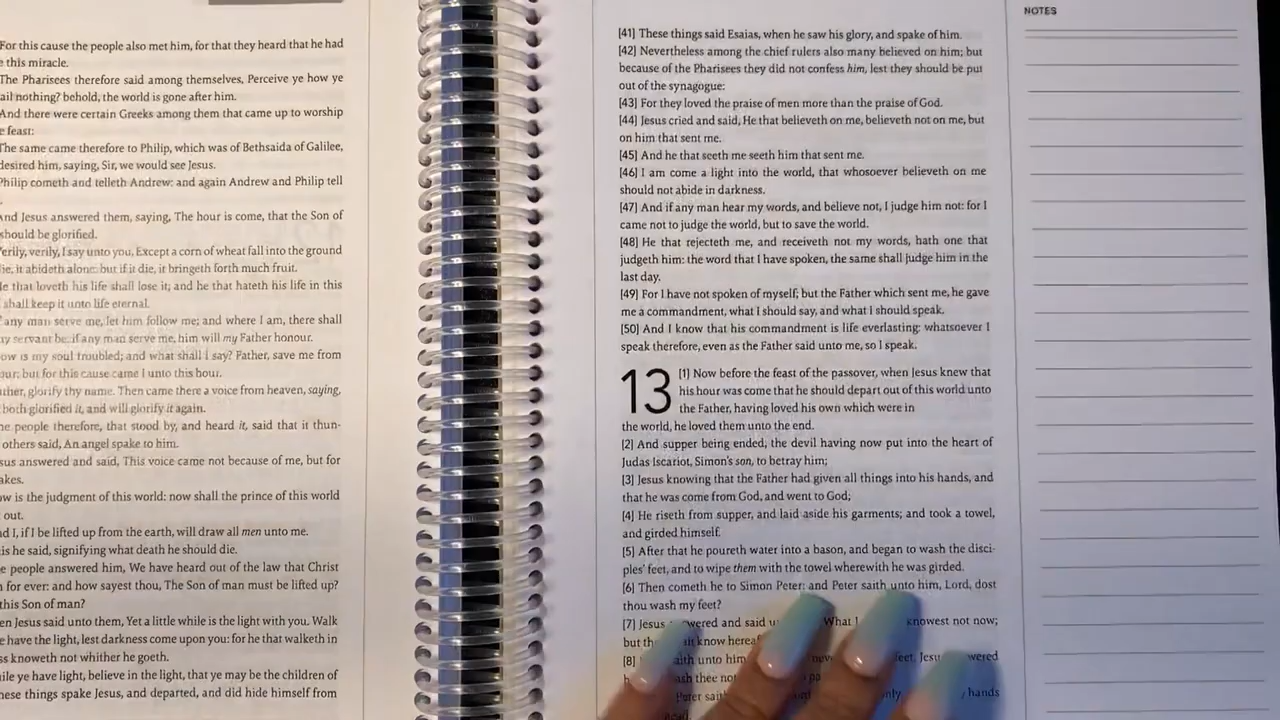 For this cause the people also met him, for that they heard that he had
e this miracle.
The Pharisees therefore said among themselves, Perceive ye how ye
ail nothing? behold, the world is gone after him.
And there were certain Greeks among them that came up to worship
e feast:
The same came therefore to Philip, which was of Bethsaida of Galilee,
desired him, saying, Sir, we would see Jesus.
Philip cometh and telleth Andrew: and again Andrew and Philip tell
And Jesus answered them, saying, The hour is come, that the Son of
should be glorified.
Verily, verily, I say unto you, Except a corn of wheat fall into the ground
die, it abideth alone: but if it die, it bringeth forth much fruit.
He that loveth his life shall lose it; and he that hateth his life in this
shall keep it unto life eternal.
any man serve me, let him follow me; and where I am, there shall
my servant be: if any man serve me, him will my Father honour.
ow is my soul troubled; and what shall I say? Father, save me from
our: but for this cause came I unto this hour.
ather, glorify thy name. Then came there a voice from heaven, saying,
both glorified it, and will glorify it again.
he people therefore, that stood by, and heard it, said that it thun-
others said, An angel spake to him.
sus answered and said, This voice came not because of me, but for
akes.
ow is the judgment of this world: now shall the prince of this world
out.
nd I, if I be lifted up from the earth, will draw all men unto me.
is he said, signifying what death he should die.
e people answered him, We have heard out of the law that Christ
h for ever: and how sayest thou, The Son of man must be lifted up?
this Son of man?
en Jesus said unto them, Yet a little while is the light with you. Walk
e have the light, lest darkness come upon you: for he that walketh in
ss knoweth not whither he goeth.
ile ye have light, believe in the light, that ye may be the children of
hese things spake Jesus, and departed, and did hide himself from
[41] These things said Esaias, when he saw his glory, and spake of him.
Nevertheless among the chief rulers also many believed on him; but
because of the Pharisees they did not confess him, lest they should be put
out of the synagogue:
[43] For they loved the praise of men more than the praise of God.
Jesus cried and said, He that believeth on me, believeth not on me, but
on him that sent me.
And he that seeth me seeth him that sent me.
I am come a light into the world, that whosoever believeth on me
should not abide in darkness.
[47] And if any man hear my words, and believe not, I judge him not: for I
came not to judge the world, but to save the world.
He that rejecteth me, and receiveth not my words, hath one that
judgeth him: the word that I have spoken, the same shall judge him in the
last day.
[49] For I have not spoken of myself; but the Father which sent me, he gave
me a commandment, what I should say, and what I should speak.
[50] And I know that his commandment is life everlasting: whatsoever I
speak therefore, even as the Father said unto me, so I speak.
13 [1] Now before the feast of the passover, when Jesus knew that
his hour was come that he should depart out of this world unto
the Father, having loved his own which were in
the world, he loved them unto the end.
[2] And supper being ended, the devil having now put into the heart of
Judas Iscariot, Simon's son, to betray him;
[3] Jesus knowing that the Father had given all things into his hands, and
that he was come from God, and went to God;
He riseth from supper, and laid aside his garments; and took a towel,
and girded himself.
After that he poureth water into a bason, and began to wash the disci-
ples' feet, and to wipe them with the towel wherewith he was girded.
Then cometh he to Simon Peter: and Peter saith unto him, Lord, dost
thou wash my feet?
Jesus answered and said What I knowest not now;
know
saith unto him never feet. Jesus answered
wash thee no
Peter hands
NOTES